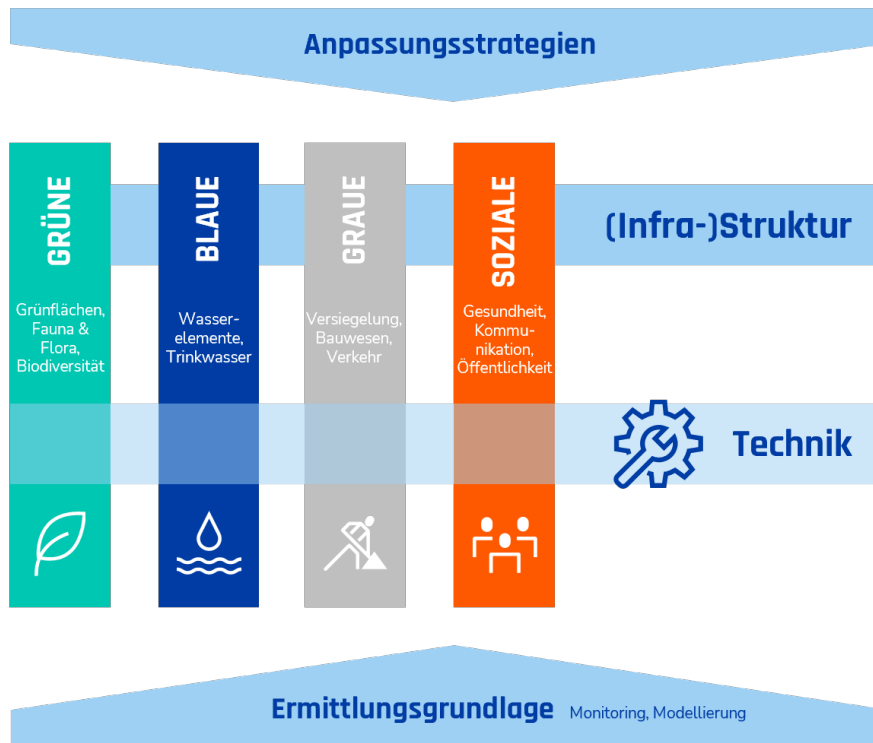 Anpassungsstrategien
GRÜNE
BLAUE
GRAUE
SOZIALE
(Infra-)Struktur
Grünflächen,
Fauna &
Flora,
Biodiversität
Wasser-
elemente,
Trinkwasser
Versiegelung,
Bauwesen,
Verkehr
Gesundheit,
Kommu-
nikation,
Öffentlichkeit
Technik
Ermittlungsgrundlage Monitoring, Modellierung